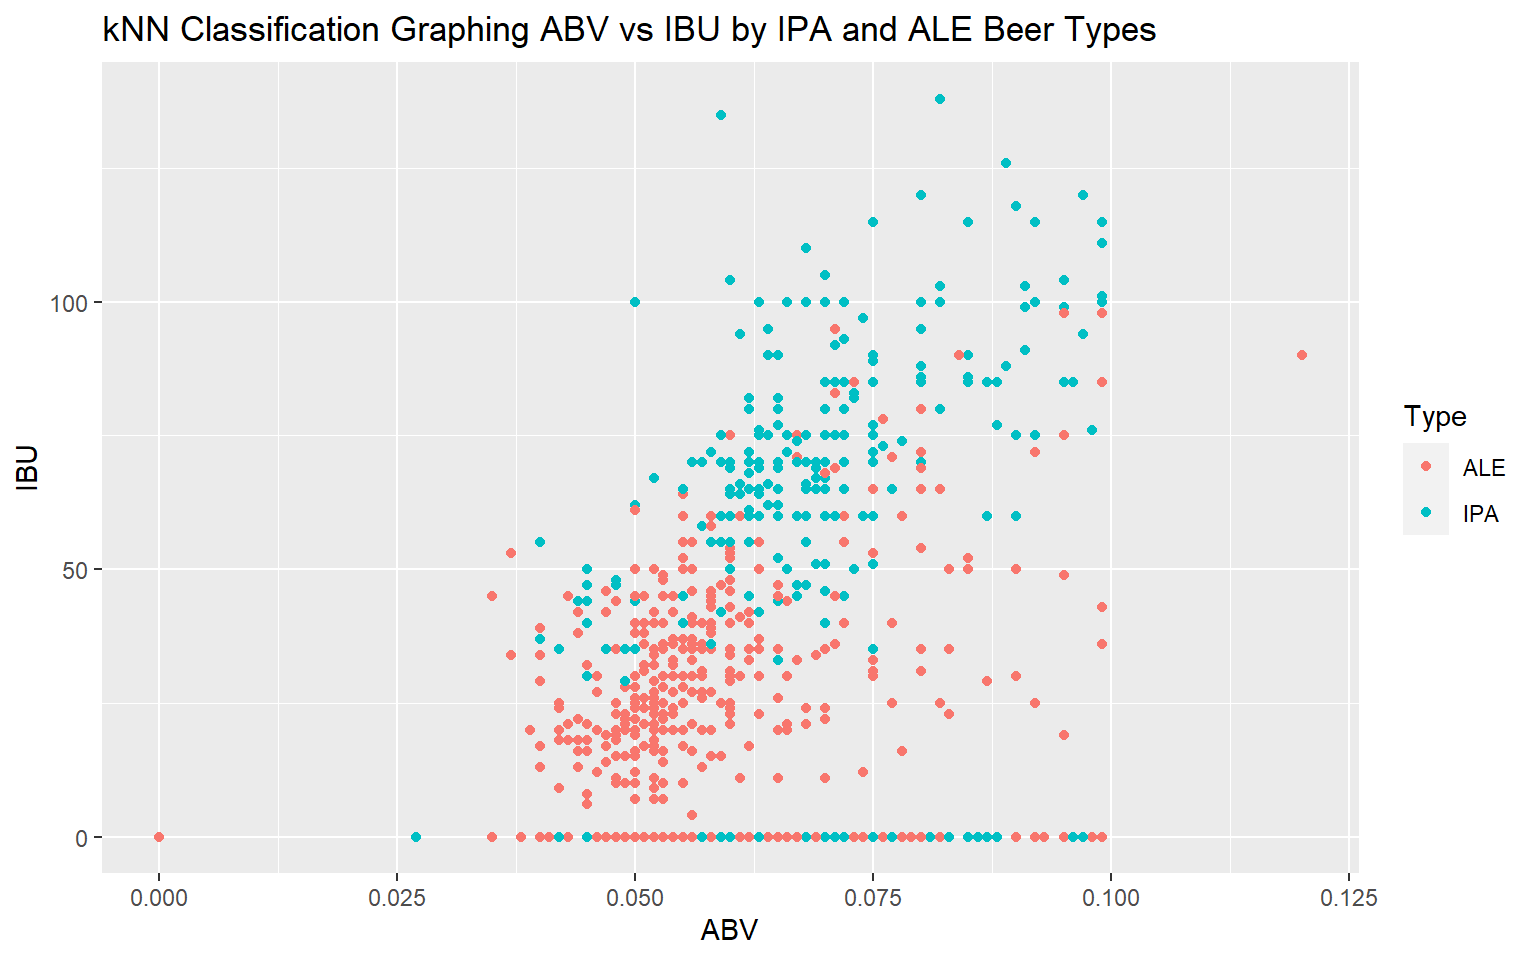 kNN Classification Graphing ABV vs IBU by IPA and ALE Beer Types
IBU
100
50
0
0.000 0.025 0.050 0.075 0.100 0.125
ABV
Type
ALE
IPA